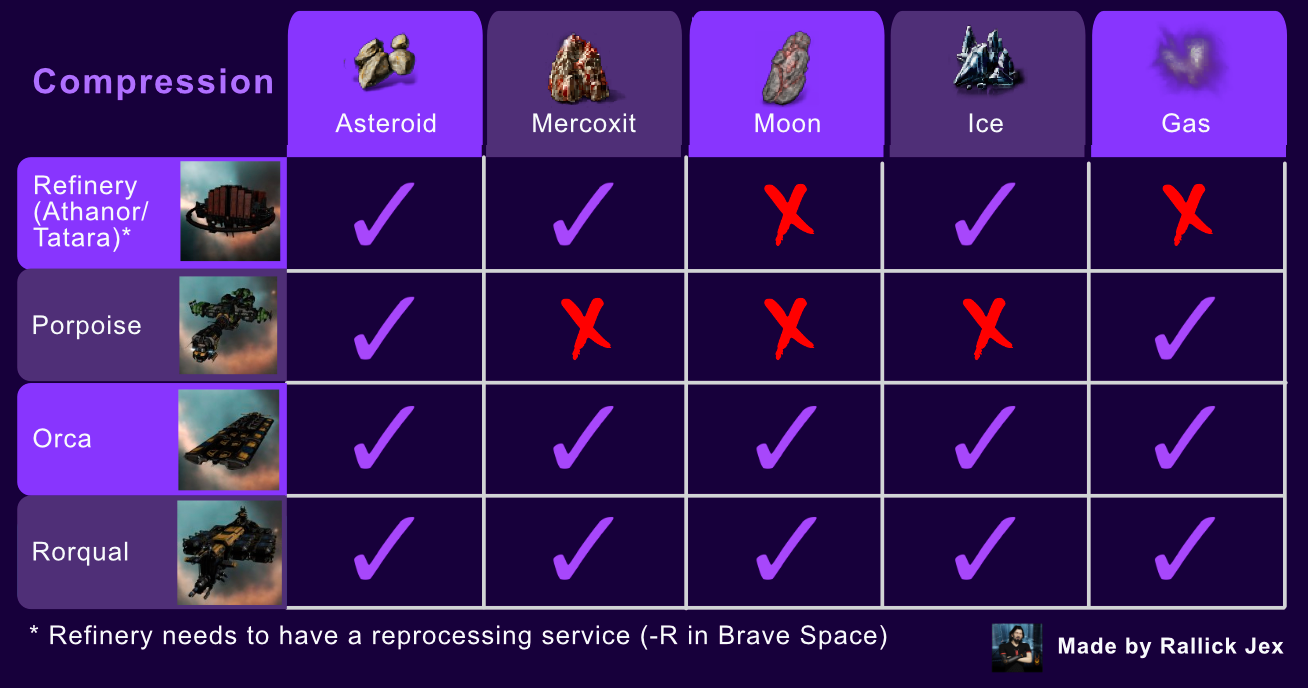 Compression
Asteroid
Mercoxit
Moon
Ice
Gas
Refinery
(Athanor/
Tatara)*
Porpoise
Orca
Rorqual
* Refinery needs to have a reprocessing service (-R in Brave Space)
Made by Rallick Jex